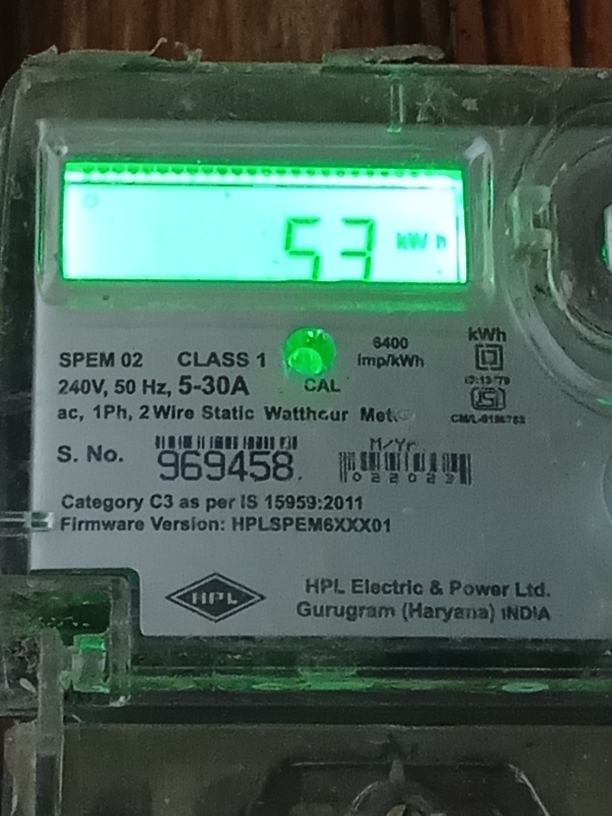 53 kWh
SPEM 02 CLASS 1
6400
imp/kWh
kWh
240V, 50 Hz, 5-30A
CAL
ac, 1Ph, 2 Wire Static Watthour
S. No. 969458
M/Yr
022023
Category C3 as per IS 15959:2011
Firmware Version: HPLSPEM6XXX01
HPL
HPL Electric & Power Ltd.
Gurugram (Haryana) INDIA